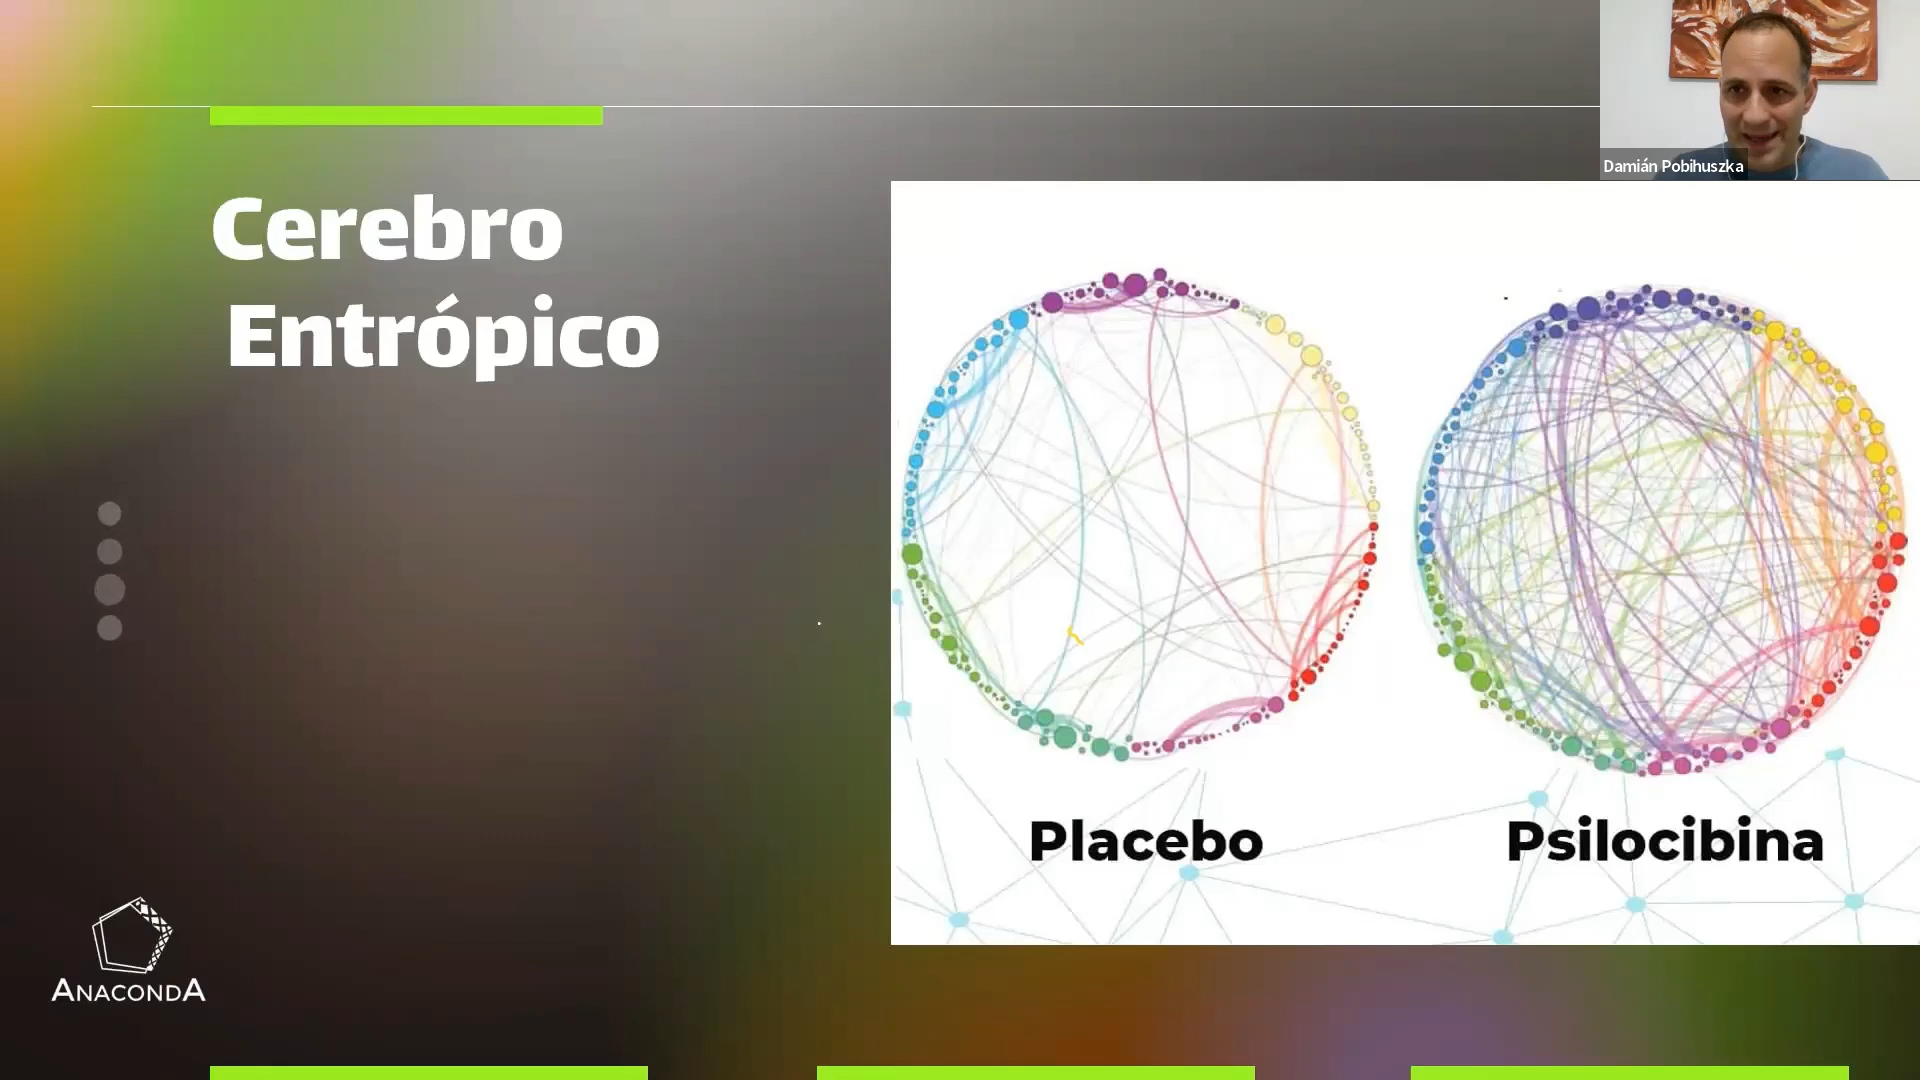 Damián Pobihuszka
Cerebro
Entrópico
Placebo
Psilocibina
ANACONDA